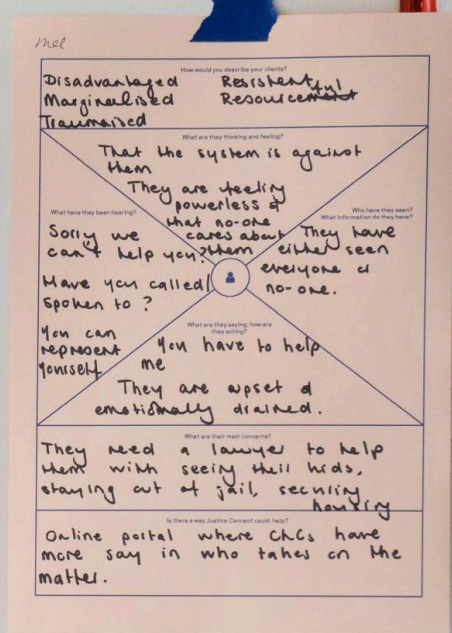 mel
How would you describe your clients?
Disadvantaged
Marginalised
Traumaised
Resistent
Resourceful
What are they thinking and feeling?
That the system is against
them
They are feeling
powerless &
that no-one
cares about
them
What have they been hearing?
Sorry we
can't help you?
Have you called/
spoken to?
You can
represent
yourself
Who have they seen?
What information do they have?
They have
either seen
everyone or
no-one.
What are they saying, how are
they acting?
You have to help
me
They are upset &
emotionally drained.
What are their main concerns?
They need a lawyer to help
them with seeing their kids,
staying out of jail, securing
housing
Is there a way Justice Connect could help?
Online portal where CLCs have
more say in who takes on the
matter.